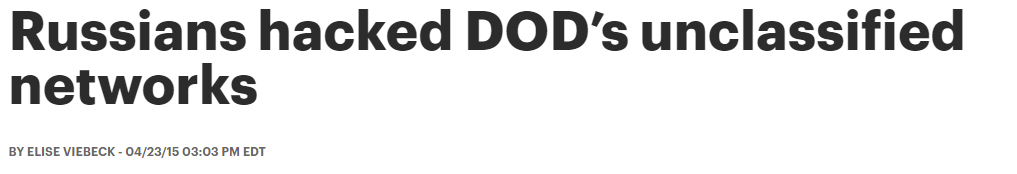 Russians hacked DOD’s unclassified
networks
BY ELISE VIEBECK - 04/23/15 03:03 PM EDT